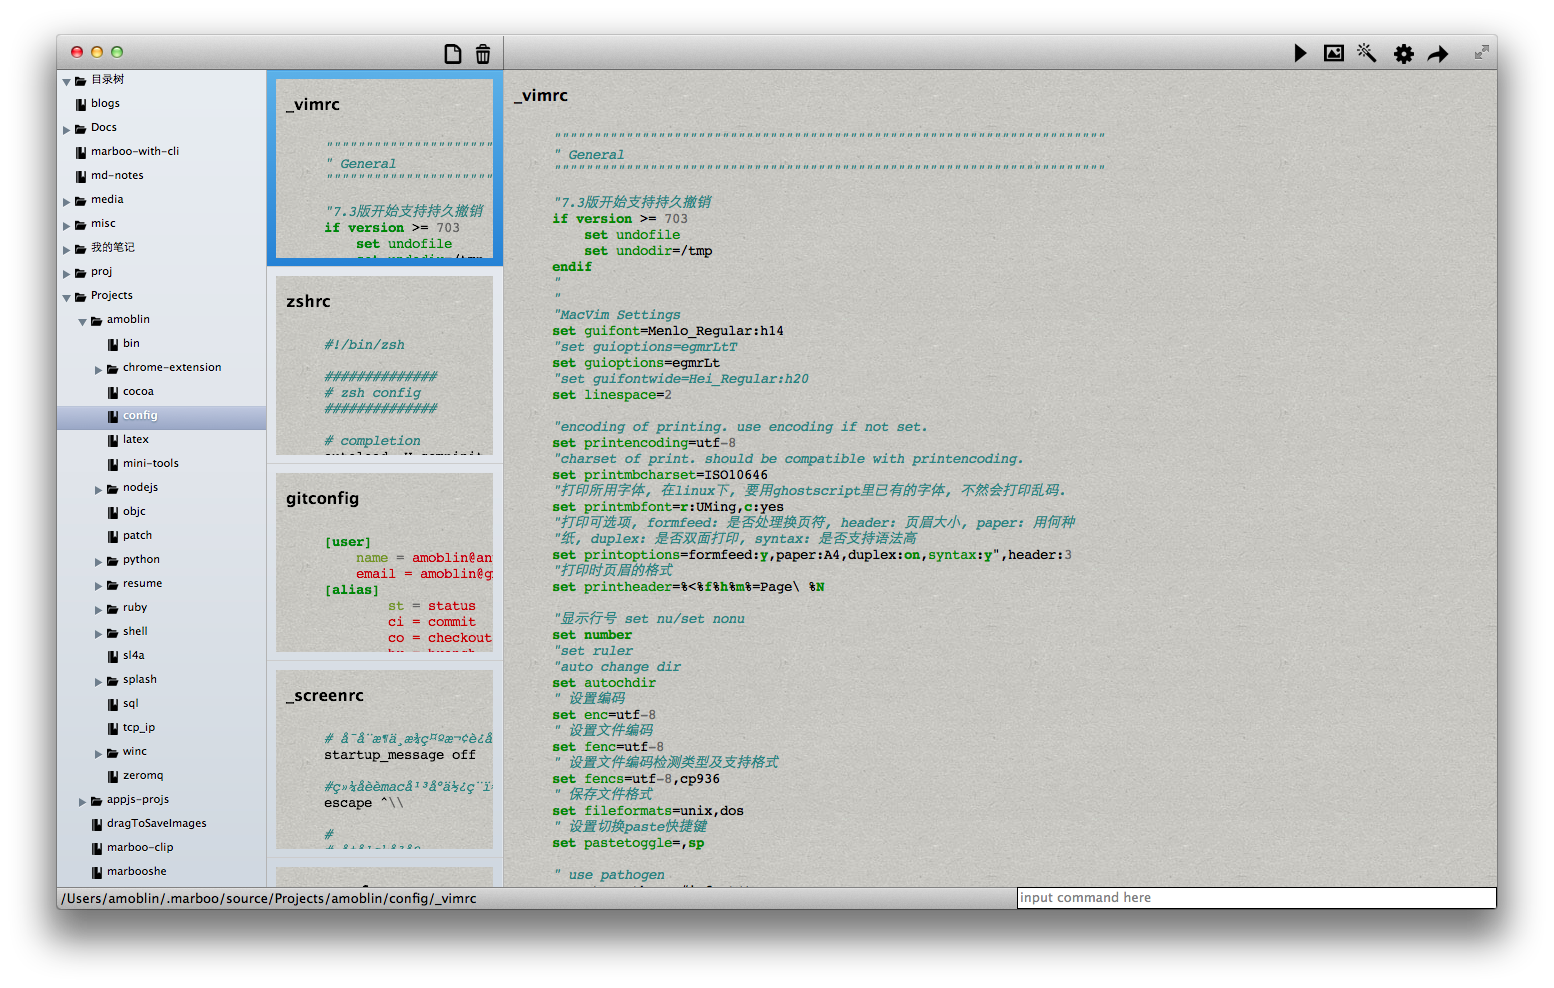 目录树
blogs
Docs
marboo-with-cli
md-notes
media
misc
我的笔记
proj
Projects
amoblin
bin
chrome-extension
cocoa
config
latex
mini-tools
nodejs
objc
patch
python
resume
ruby
shell
sl4a
splash
sql
tcp_ip
winc
zeromq
appjs-projs
dragToSaveImages
marboo-clip
marbooshe
_vimrc
"""""""""""""""""""""
" General
"""""""""""""""""""""
"7.3版开始支持持久撤销
if version >= 703
set undofile
set undodir=/tmp
zshrc
#!/bin/zsh
##############
# zsh config
##############
# completion
gitconfig
[user]
name = amoblin@an
email = amoblin@g
[alias]
st = status
ci = commit
co = checkout
_screenrc
startup_message off
escape ^\\
#
_vimrc
""""""""""""""""""""""""""""""""""""""""""""""""""""""""""""""""""""""
" General
""""""""""""""""""""""""""""""""""""""""""""""""""""""""""""""""""""""
"7.3版开始支持持久撤销
if version >= 703
    set undofile
    set undodir=/tmp
endif
"
"
"MacVim Settings
set guifont=Menlo_Regular:h14
"set guioptions=egmrLtT
set guioptions=egmrLt
"set guifontwide=Hei_Regular:h20
set linespace=2
"encoding of printing. use encoding if not set.
set printencoding=utf-8
"charset of print. should be compatible with printencoding.
set printmbcharset=ISO10646
"打印所用字体, 在linux下, 要用ghostscript里已有的字体, 不然会打印乱码.
set printmbfont=r:UMing,c:yes
"打印可选项, formfeed: 是否处理换页符, header: 页眉大小, paper: 用何种
"纸, duplex: 是否双面打印, syntax: 是否支持语法高
set printoptions=formfeed:y,paper:A4,duplex:on,syntax:y",header:3
"打印时页眉的格式
set printheader=%<%f%h%m%=Page\ %N
"显示行号 set nu/set nonu
set number
"set ruler
"auto change dir
set autochdir
" 设置编码
set enc=utf-8
" 设置文件编码
set fenc=utf-8
" 设置文件编码检测类型及支持格式
set fencs=utf-8,cp936
" 保存文件格式
set fileformats=unix,dos
" 设置切换paste快捷键
set pastetoggle=,sp
" use pathogen
/Users/amoblin/.marboo/source/Projects/amoblin/config/_vimrc
input command here